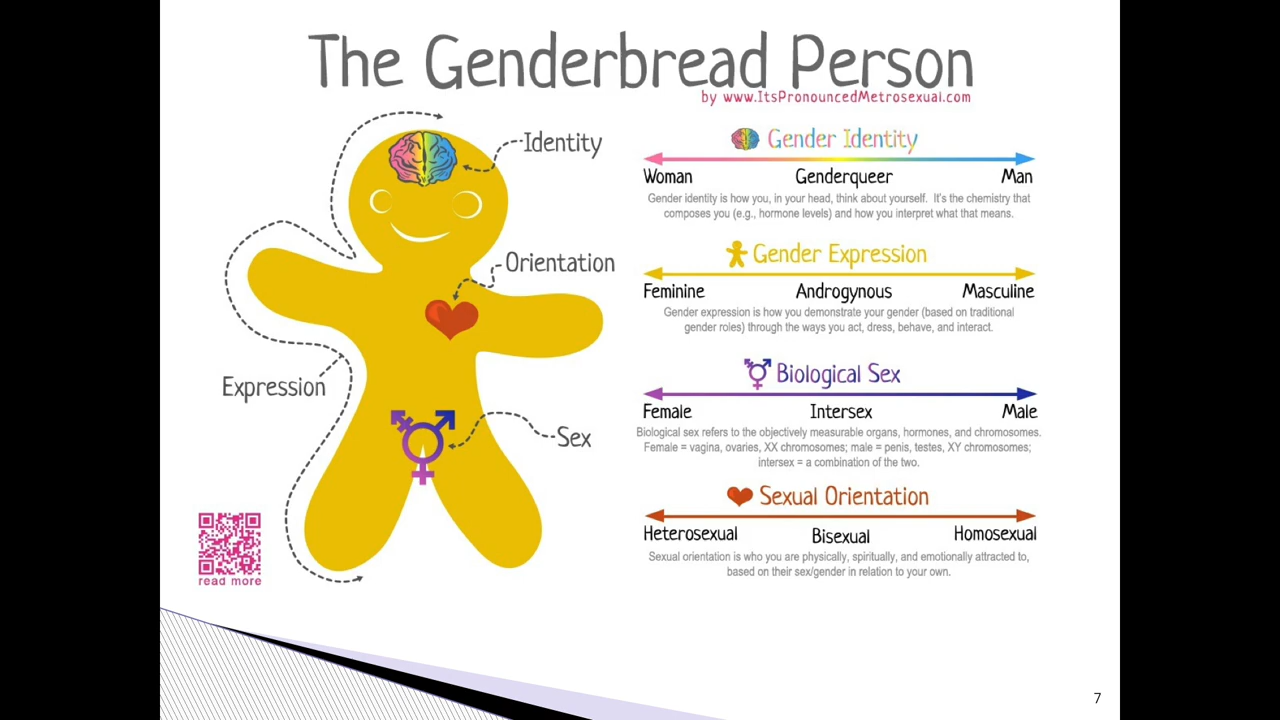 The Genderbread Person
by www.ItsPronouncedMetrosexual.com
Identity
Orientation
Expression
Sex
read more
Gender Identity
Woman Genderqueer Man
Gender identity is how you, in your head, think about yourself. It's the chemistry that
composes you (e.g., hormone levels) and how you interpret what that means.
Gender Expression
Feminine Androgynous Masculine
Gender expression is how you demonstrate your gender (based on traditional
gender roles) through the ways you act, dress, behave, and interact.
Biological Sex
Female Intersex Male
Biological sex refers to the objectively measurable organs, hormones, and chromosomes.
Female = vagina, ovaries, XX chromosomes; male = penis, testes, XY chromosomes;
intersex = a combination of the two.
Sexual Orientation
Heterosexual Bisexual Homosexual
Sexual orientation is who you are physically, spiritually, and emotionally attracted to,
based on their sex/gender in relation to your own.
7